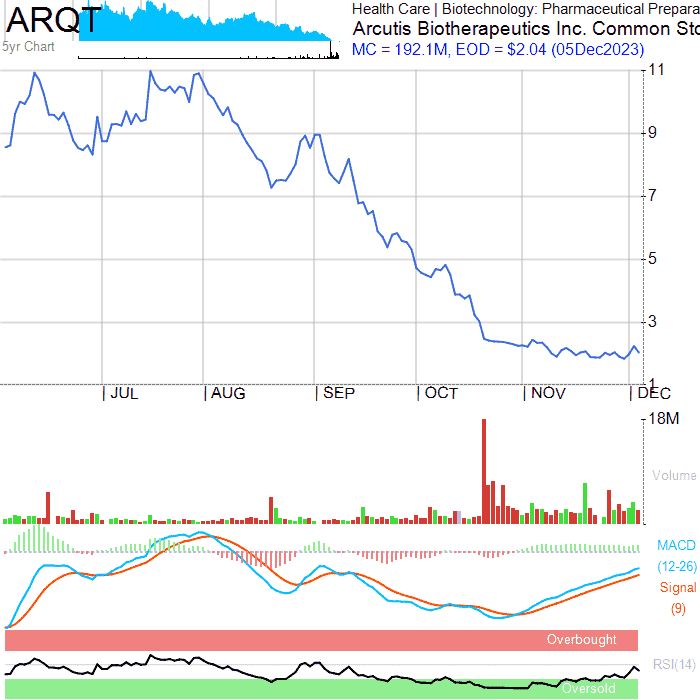 ARQT
5yr Chart
Health Care | Biotechnology: Pharmaceutical Prepara
Arcutis Biotherapeutics Inc. Common Sto
MC = 192.1M, EOD = $2.04 (05Dec2023)
11
9
7
5
3
1
| JUL | AUG | SEP | OCT | NOV | DEC
18M
Volume
MACD
(12-26)
Signal
(9)
Overbought
RSI(14)
Oversold